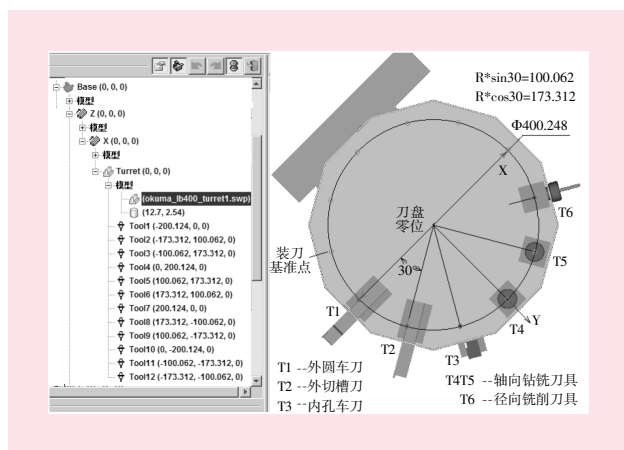 Base (0, 0, 0)
模型
Z (0, 0, 0)
模型
X (0, 0, 0)
模型
Turret (0, 0, 0)
模型
(okuma_lb400_turret1.swp)
(12.7, 2.54)
Tool1 (-200.124, 0, 0)
Tool2 (-173.312, 100.062, 0)
Tool3 (-100.062, 173.312, 0)
Tool4 (0, 200.124, 0)
Tool5 (100.062, 173.312, 0)
Tool6 (173.312, 100.062, 0)
Tool7 (200.124, 0, 0)
Tool8 (173.312, -100.062, 0)
Tool9 (100.062, -173.312, 0)
Tool10 (0, -200.124, 0)
Tool11 (-100.062, -173.312, 0)
Tool12 (-173.312, -100.062, 0)
R*sin30=100.062
R*cos30=173.312
Φ400.248
X
T6
刀盘
零位
T5
装刀
基准点
30°
T1
T4
Y
T2
T3
T1 --外圆车刀
T2 --外切槽刀
T3 --内孔车刀
T4T5 --轴向钻铣刀具
T6 --径向铣削刀具